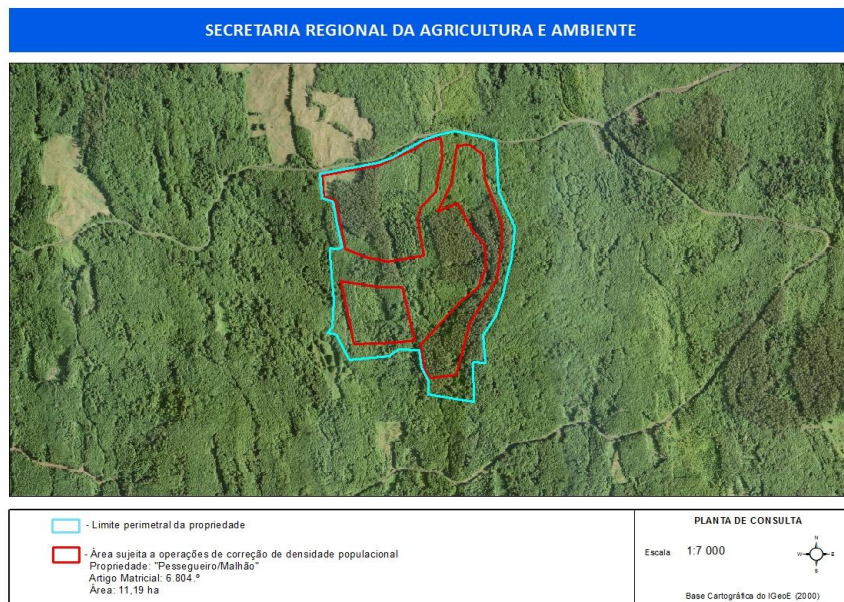 SECRETARIA REGIONAL DA AGRICULTURA E AMBIENTE
- Limite perimetral da propriedade
- Área sujeita a operações de correção de densidade populacional
Propriedade: "Pessegueiro/Malhão"
Artigo Matricial: 6.804.º
Área: 11,19 ha
PLANTA DE CONSULTA
Escala 1:7 000
N
W E
S
Base Cartográfica do IGeoE (2000)